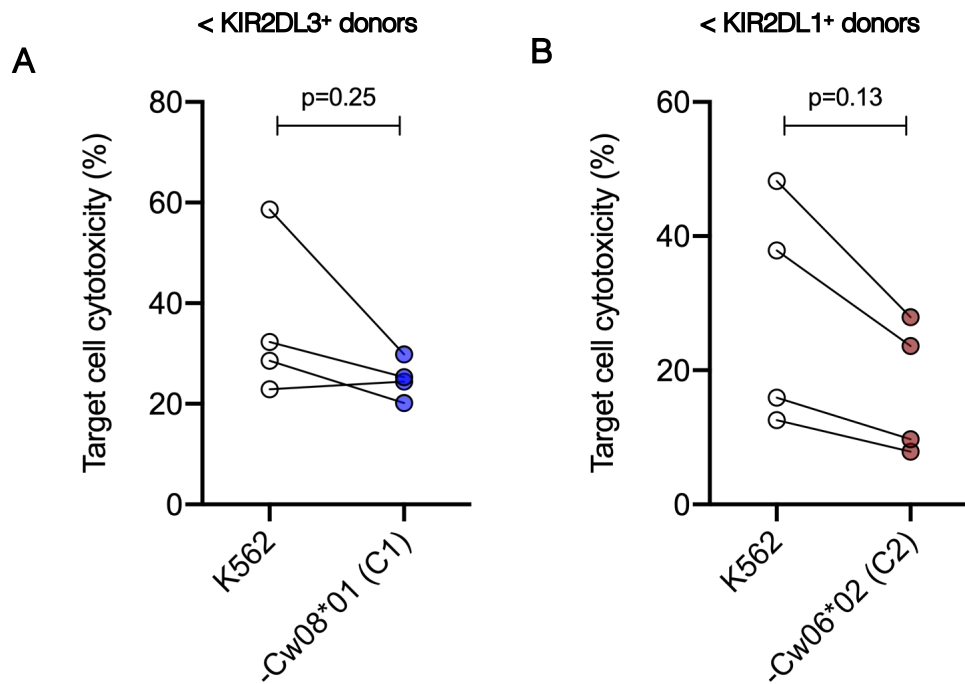 < KIR2DL3+ donors
A
p=0.25
80
60
40
20
0
Target cell cytotoxicity (%)
K562
-Cw08*01 (C1)
< KIR2DL1+ donors
B
p=0.13
60
40
20
0
Target cell cytotoxicity (%)
K562
-Cw06*02 (C2)